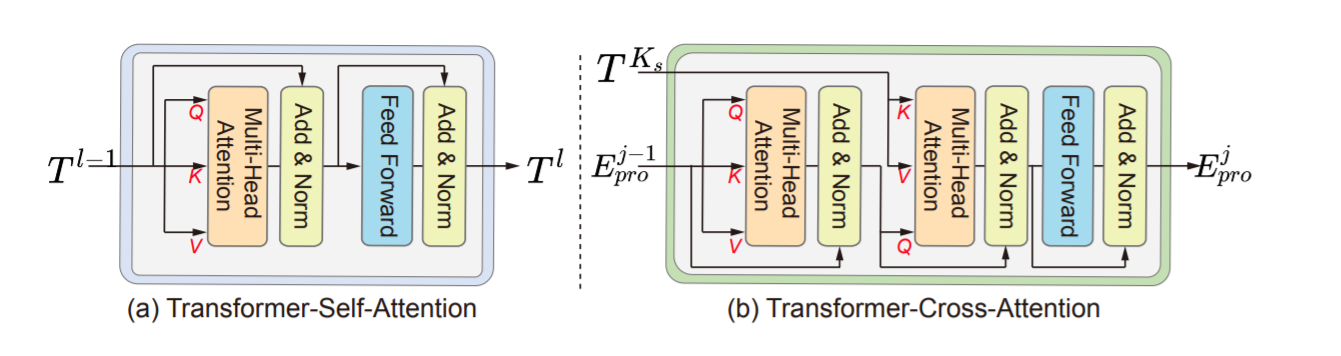 T^{l-1}
Q
K
V
Multi-Head
Attention
Add & Norm
Feed Forward
Add & Norm
T^{l}
(a) Transformer-Self-Attention
T^{K_s}
E_{pro}^{j-1}
Q
K
V
Multi-Head
Attention
Add & Norm
K
V
Q
Multi-Head
Attention
Add & Norm
Feed Forward
Add & Norm
E_{pro}^{j}
(b) Transformer-Cross-Attention